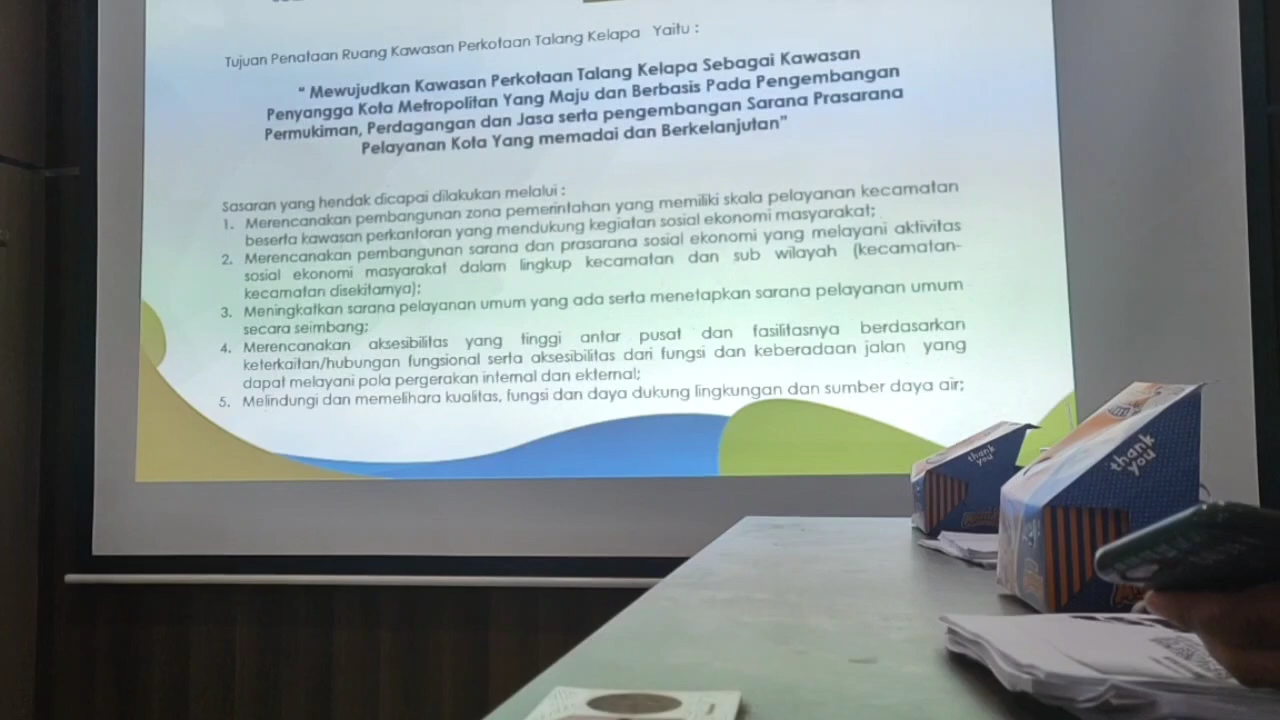 Tujuan Penataan Ruang Kawasan Perkotaan Talang Kelapa Yaitu :
“ Mewujudkan Kawasan Perkotaan Talang Kelapa Sebagai Kawasan
Penyangga Kota Metropolitan Yang Maju dan Berbasis Pada Pengembangan
Permukiman, Perdagangan dan Jasa serta pengembangan Sarana Prasarana
Pelayanan Kota Yang memadai dan Berkelanjutan”
Sasaran yang hendak dicapai dilakukan melalui :
1. Merencanakan pembangunan zona pemerintahan yang memiliki skala pelayanan kecamatan
beserta kawasan perkantoran yang mendukung kegiatan sosial ekonomi masyarakat;
2. Merencanakan pembangunan sarana dan prasarana sosial ekonomi yang melayani aktivitas
sosial ekonomi masyarakat dalam lingkup kecamatan dan sub wilayah (kecamatan-
kecamatan disekitarnya);
3. Meningkatkan sarana pelayanan umum yang ada serta menetapkan sarana pelayanan umum
secara seimbang;
4. Merencanakan aksesibilitas yang tinggi antar pusat dan fasilitasnya berdasarkan
keterkaitan/hubungan fungsional serta aksesibilitas dari fungsi dan keberadaan jalan yang
dapat melayani pola pergerakan internal dan ekternal;
5. Melindungi dan memelihara kualitas, fungsi dan daya dukung lingkungan dan sumber daya air;
thank
you
thank
you